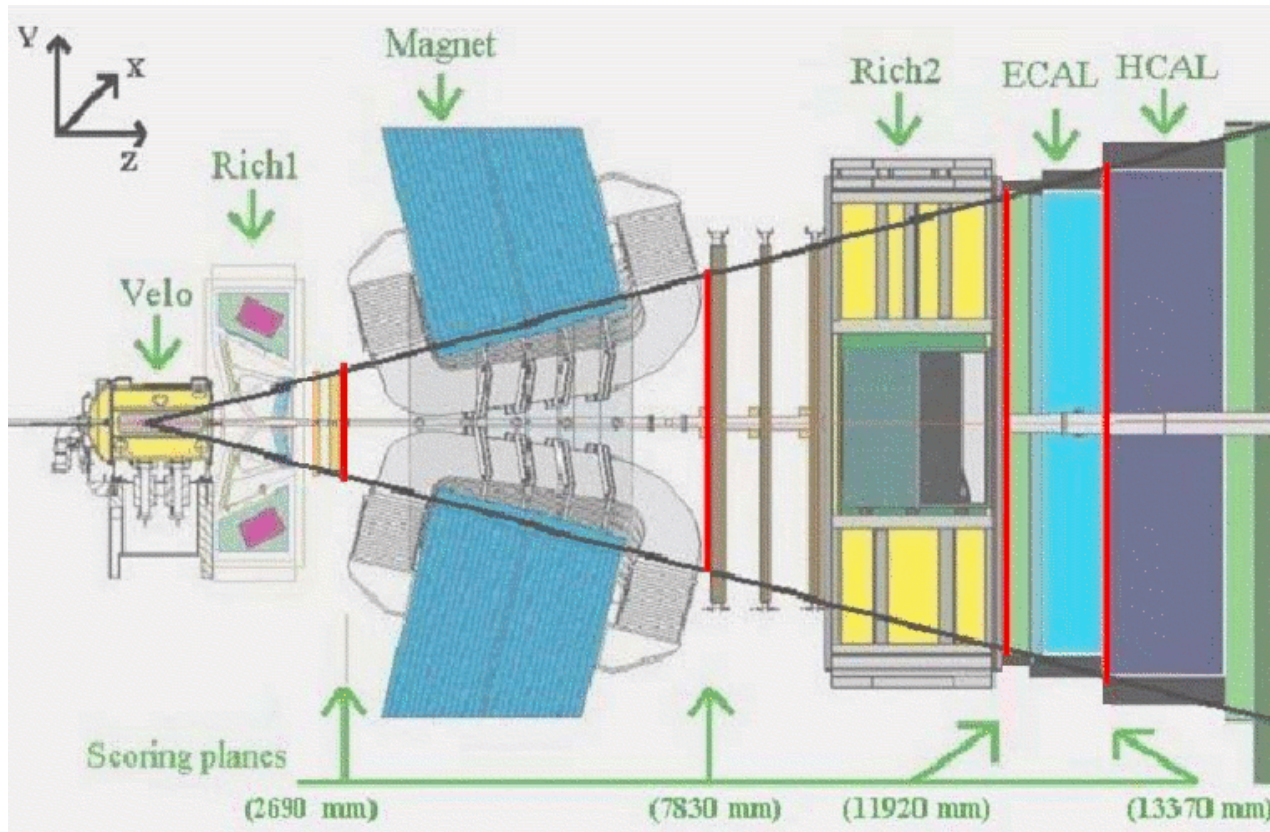 Y
X
Z
Magnet
Rich2
ECAL
HCAL
Rich1
Velo
Scoring planes
(2690 mm)
(7830 mm)
(11920 mm)
(13370 mm)